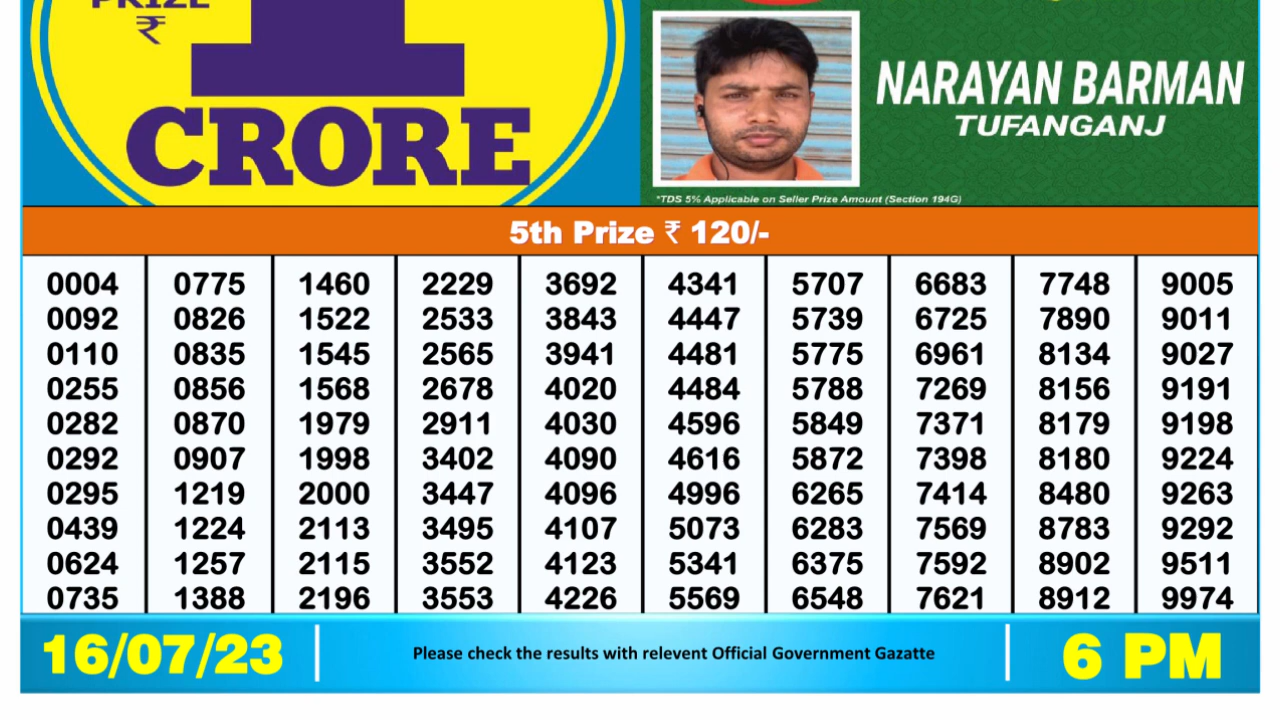 PRIZE
₹
1
CRORE
NARAYAN BARMAN
TUFANGANJ
*TDS 5% Applicable on Seller Prize Amount (Section 194G)
5th Prize ₹ 120/-
0004 0775 1460 2229 3692 4341 5707 6683 7748 9005
0092 0826 1522 2533 3843 4447 5739 6725 7890 9011
0110 0835 1545 2565 3941 4481 5775 6961 8134 9027
0255 0856 1568 2678 4020 4484 5788 7269 8156 9191
0282 0870 1979 2911 4030 4596 5849 7371 8179 9198
0292 0907 1998 3402 4090 4616 5872 7398 8180 9224
0295 1219 2000 3447 4096 4996 6265 7414 8480 9263
0439 1224 2113 3495 4107 5073 6283 7569 8783 9292
0624 1257 2115 3552 4123 5341 6375 7592 8902 9511
0735 1388 2196 3553 4226 5569 6548 7621 8912 9974
16/07/23
Please check the results with relevent Official Government Gazatte
6 PM